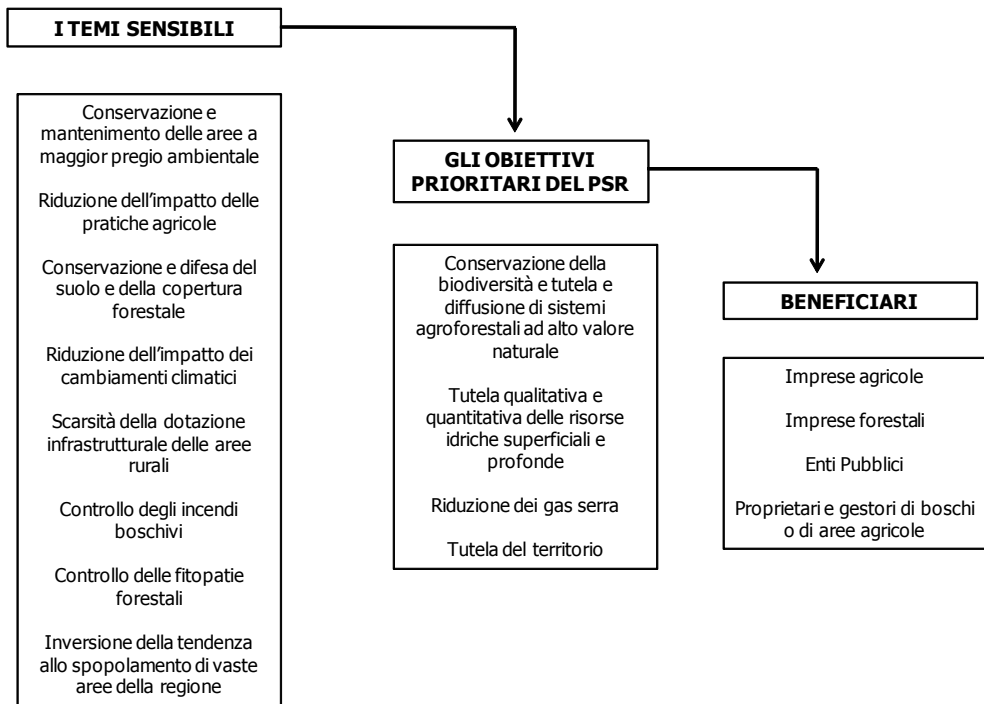 I TEMI SENSIBILI
Conservazione e
mantenimento delle aree a
maggior pregio ambientale
Riduzione dell'impatto delle
pratiche agricole
Conservazione e difesa del
suolo e della copertura
forestale
Riduzione dell'impatto dei
cambiamenti climatici
Scarsità della dotazione
infrastrutturale delle aree
rurali
Controllo degli incendi
boschivi
Controllo delle fitopatie
forestali
Inversione della tendenza
allo spopolamento di vaste
aree della regione
GLI OBIETTIVI
PRIORITARI DEL PSR
Conservazione della
biodiversità e tutela e
diffusione di sistemi
agroforestali ad alto valore
naturale
Tutela qualitativa e
quantitativa delle risorse
idriche superficiali e
profonde
Riduzione dei gas serra
Tutela del territorio
BENEFICIARI
Imprese agricole
Imprese forestali
Enti Pubblici
Proprietari e gestori di boschi
o di aree agricole